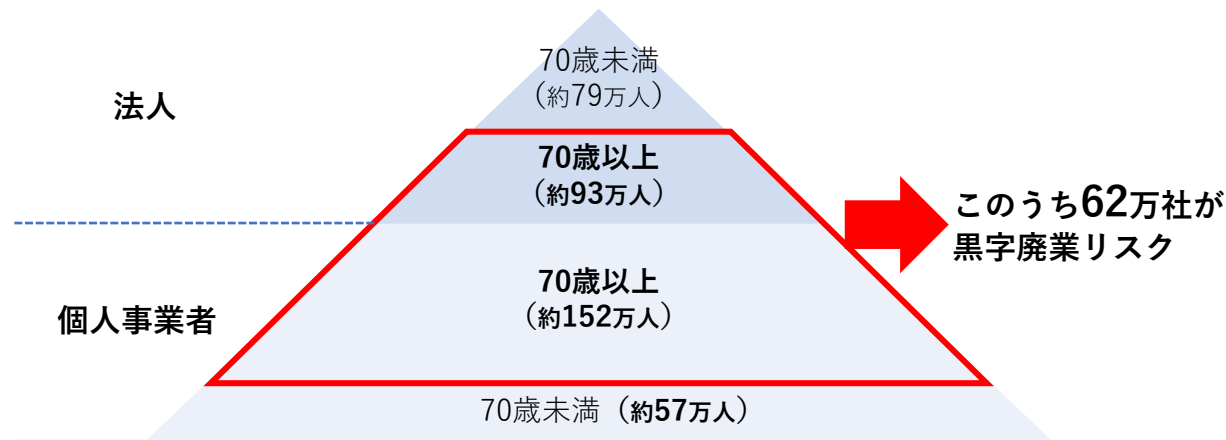 70歳未満
（約79万人）
法人
70歳以上
（約93万人）
このうち62万社が
黒字廃業リスク
70歳以上
（約152万人）
個人事業者
70歳未満（約57万人）